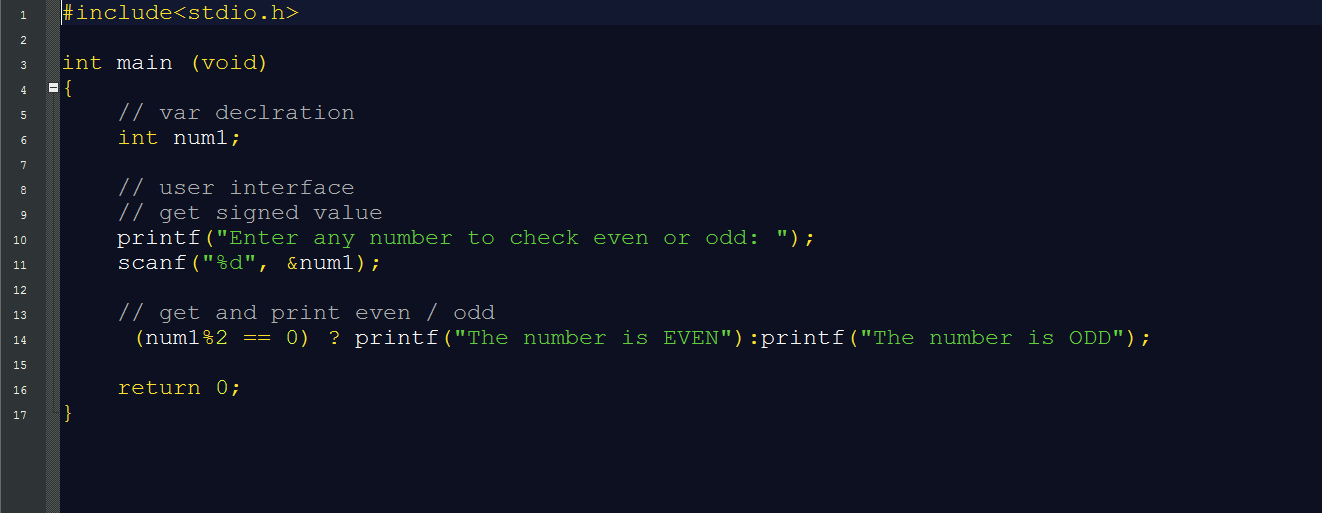 1 #include<stdio.h>
2
3 int main (void)
4 {
5 // var declration
6 int num1;
7
8 // user interface
9 // get signed value
10 printf("Enter any number to check even or odd: ");
11 scanf("%d", &num1);
12
13 // get and print even / odd
14 (num1%2 == 0) ? printf("The number is EVEN"):printf("The number is ODD");
15
16 return 0;
17 }